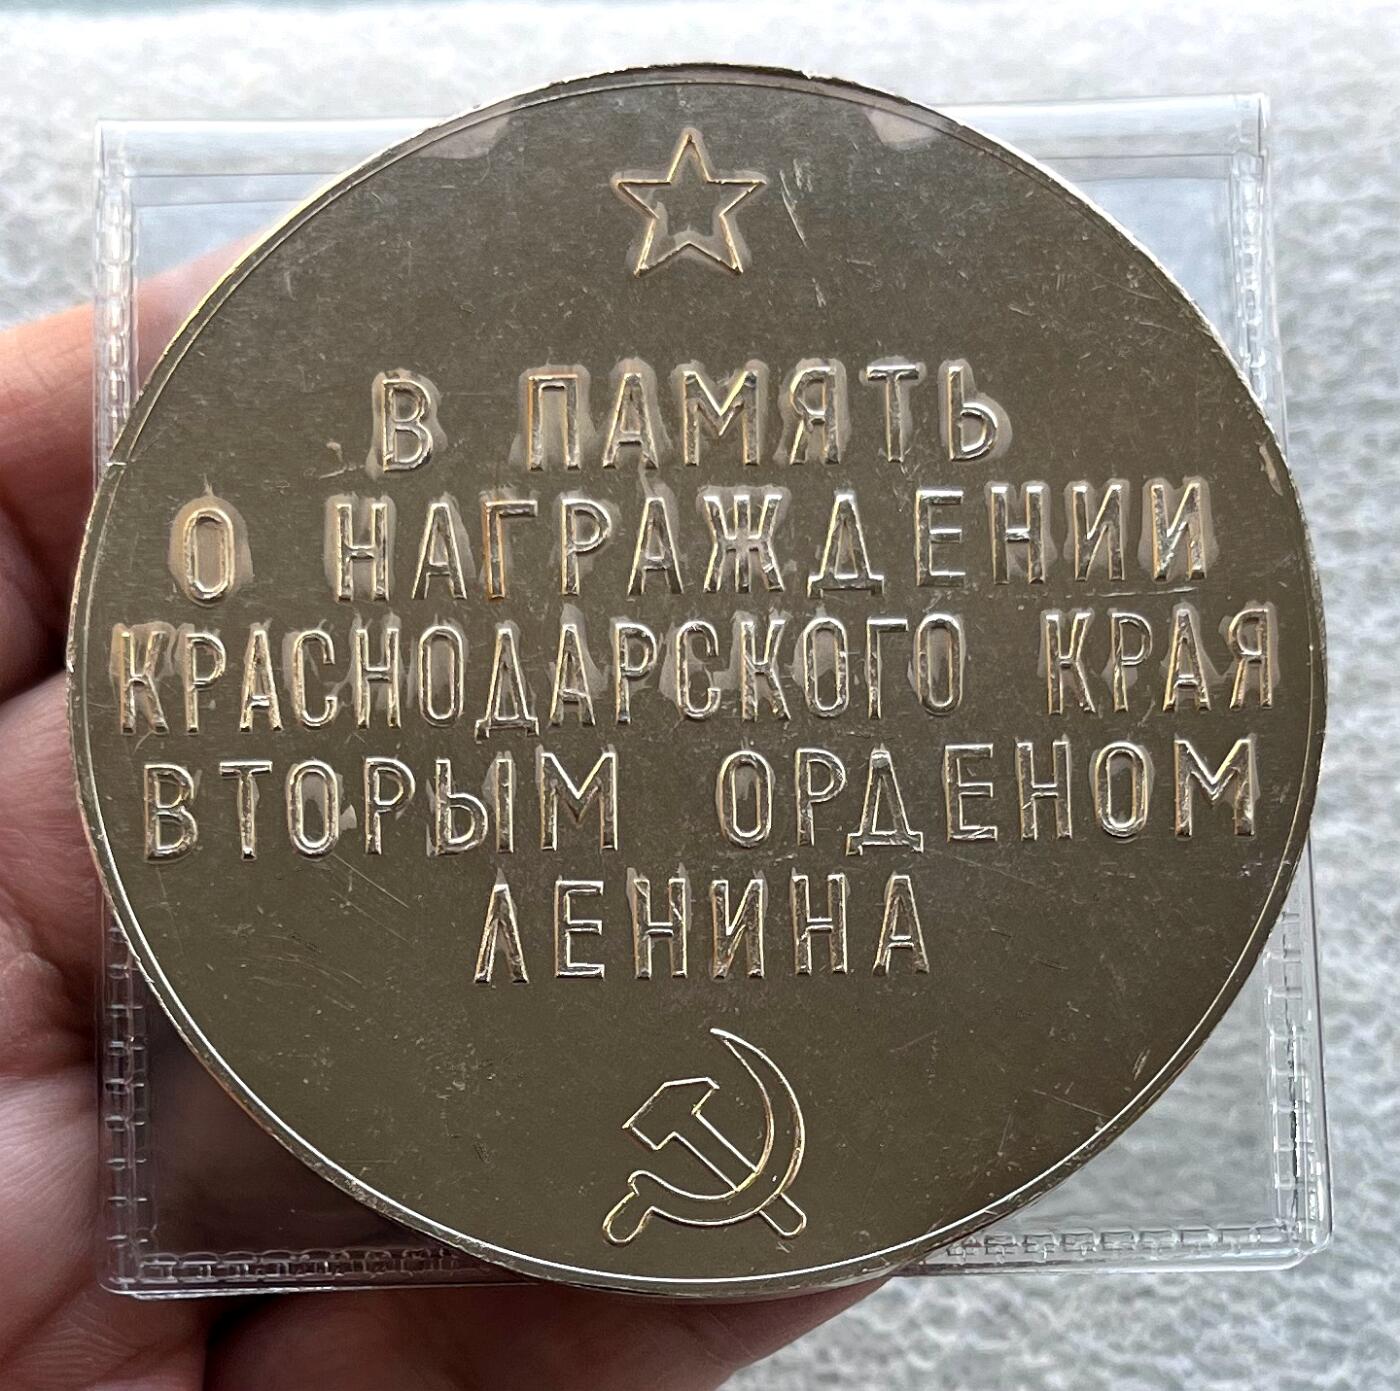 В ПАМЯТЬ
О НАГРАЖДЕНИИ
КРАСНОДАРСКОГО КРАЯ
ВТОРЫМ ОРДЕНОМ
ЛЕНИНА